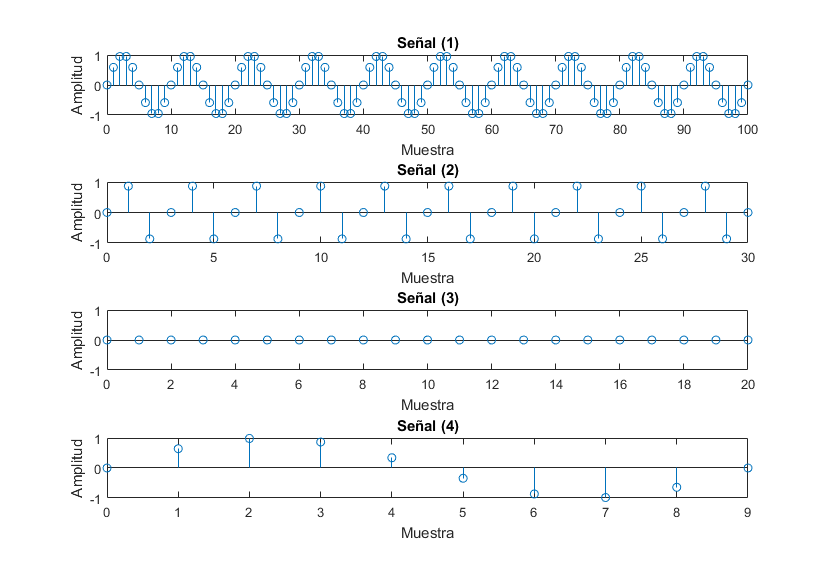 Señal (1)
Amplitud
1
0
-1
0 10 20 30 40 50 60 70 80 90 100
Muestra
Señal (2)
Amplitud
1
0
-1
0 5 10 15 20 25 30
Muestra
Señal (3)
Amplitud
1
0
-1
0 2 4 6 8 10 12 14 16 18 20
Muestra
Señal (4)
Amplitud
1
0
-1
0 1 2 3 4 5 6 7 8 9
Muestra